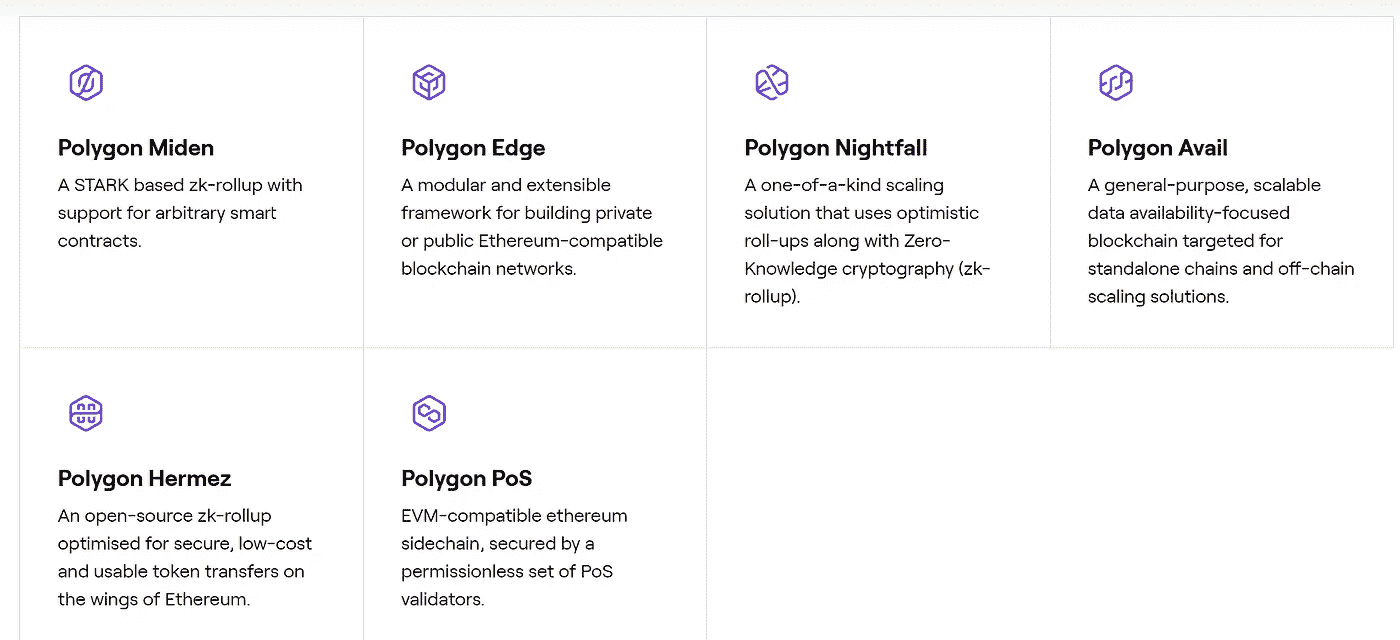 Polygon Miden
A STARK based zk-rollup with
support for arbitrary smart
contracts.
Polygon Edge
A modular and extensible
framework for building private
or public Ethereum-compatible
blockchain networks.
Polygon Nightfall
A one-of-a-kind scaling
solution that uses optimistic
roll-ups along with Zero-
Knowledge cryptography (zk-
rollup).
Polygon Avail
A general-purpose, scalable
data availability-focused
blockchain targeted for
standalone chains and off-chain
scaling solutions.
Polygon Hermez
An open-source zk-rollup
optimised for secure, low-cost
and usable token transfers on
the wings of Ethereum.
Polygon PoS
EVM-compatible ethereum
sidechain, secured by a
permissionless set of PoS
validators.